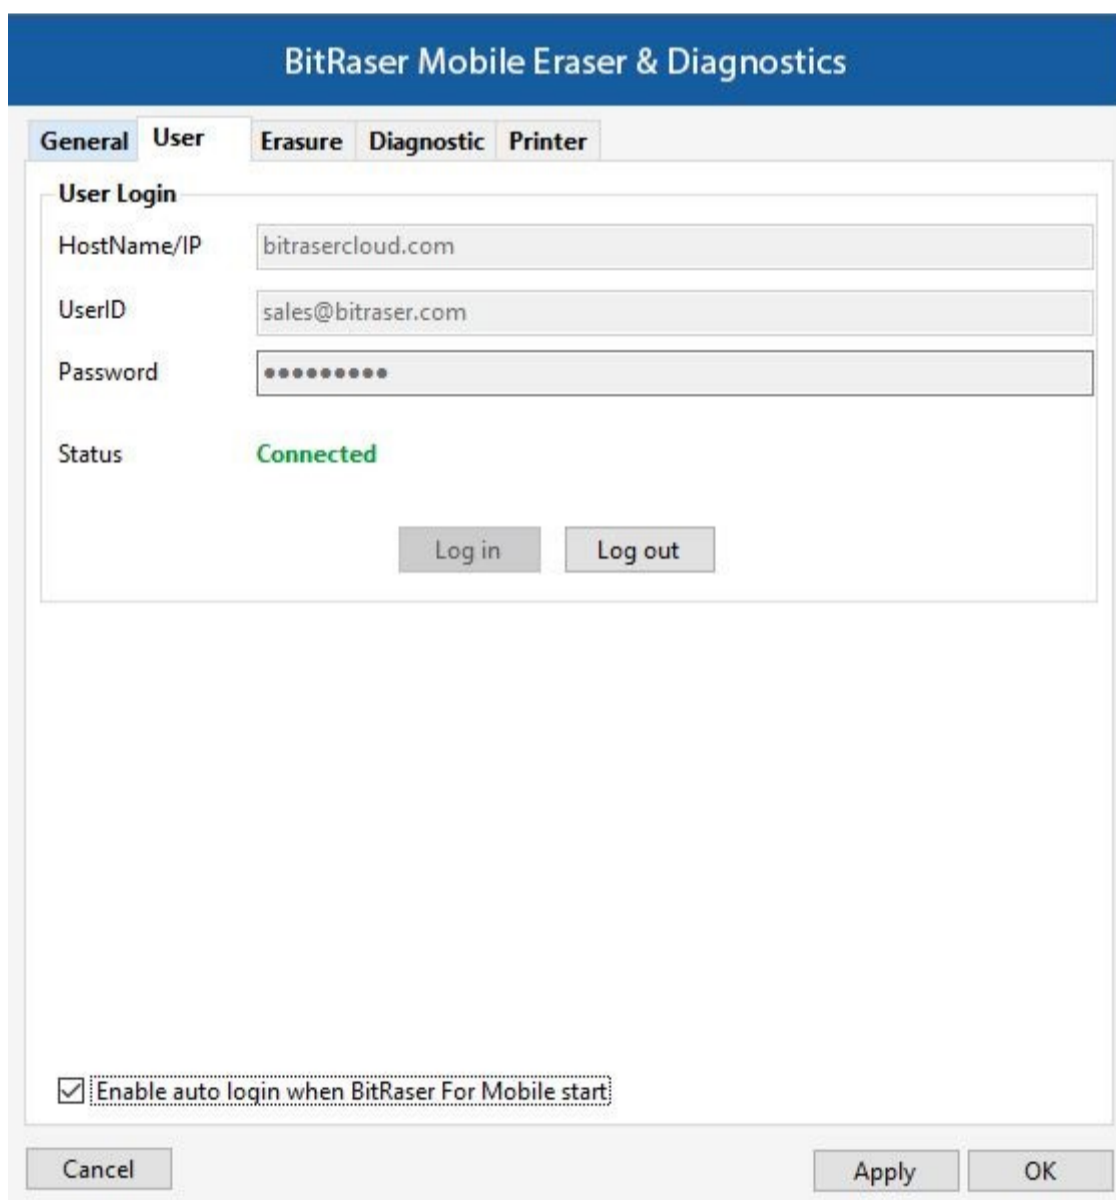 BitRaser Mobile Eraser & Diagnostics
General User Erasure Diagnostic Printer
User Login
HostName/IP bitrasercloud.com
UserID sales@bitraser.com
Password •••••••••
Status Connected
Log in Log out
Enable auto login when BitRaser For Mobile start
Cancel Apply OK